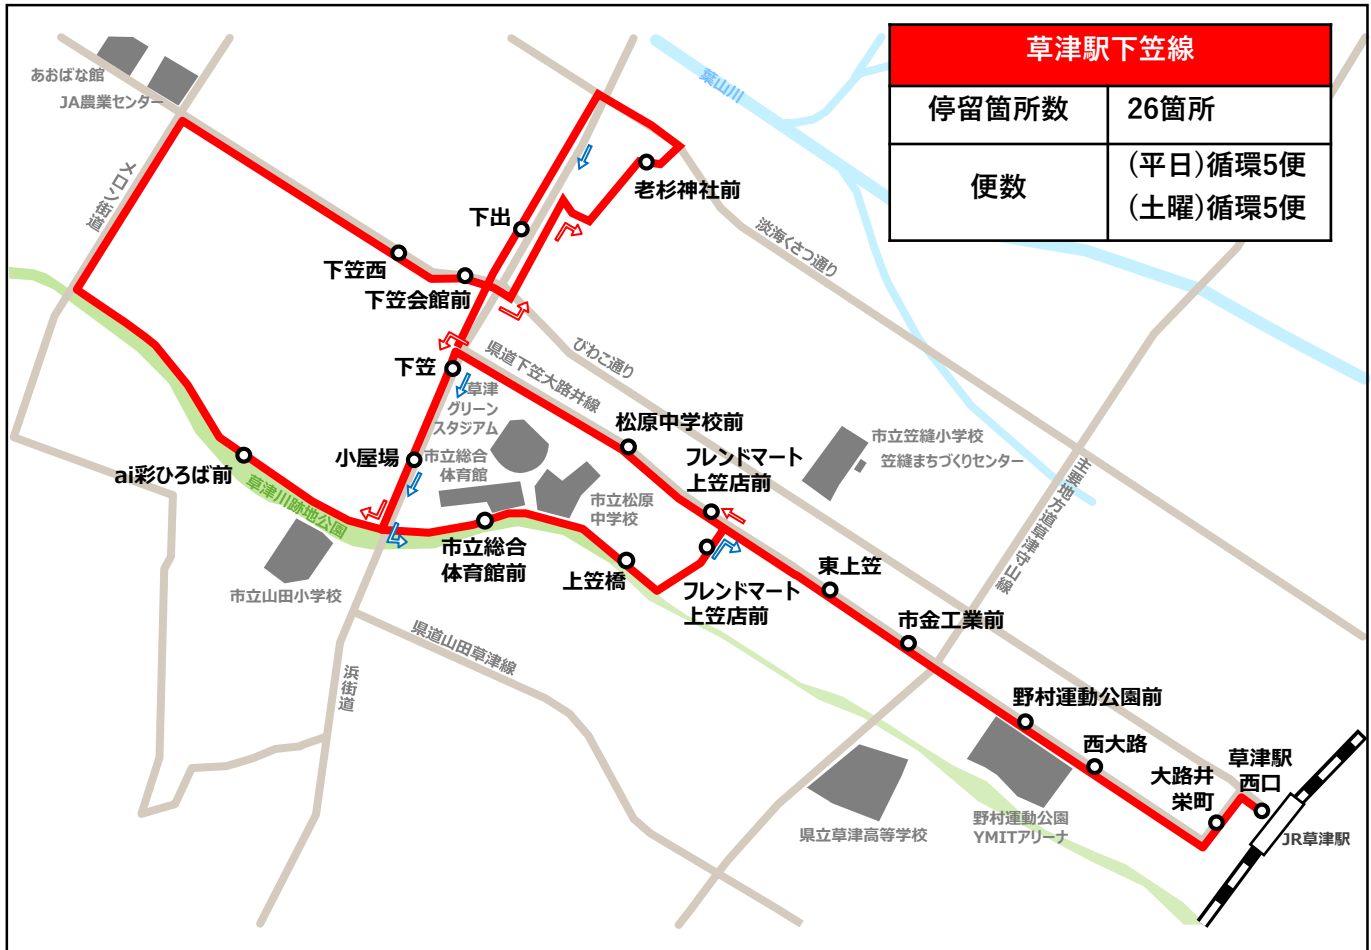 草津駅下笠線
停留箇所数
26箇所
便数
(平日)循環5便
(土曜)循環5便
あおばな館
JA農業センター
メロン街道
葉山川
老杉神社前
下出
淡海くさつ通り
下笠西
下笠会館前
びわこ通り
県道下笠大路井線
下笠
草津
グリーン
スタジアム
松原中学校前
市立笠縫小学校
笠縫まちづくりセンター
フレンドマート
上笠店前
小屋場
市立総合
体育館
主要地方道草津守山線
ai彩ひろば前
草津川跡地公園
市立松原
中学校
市立総合
体育館前
上笠橋
フレンドマート
上笠店前
東上笠
市立山田小学校
市金工業前
県道山田草津線
浜街道
野村運動公園前
西大路
大路井
栄町
草津駅
西口
県立草津高等学校
野村運動公園
YMITアリーナ
JR草津駅